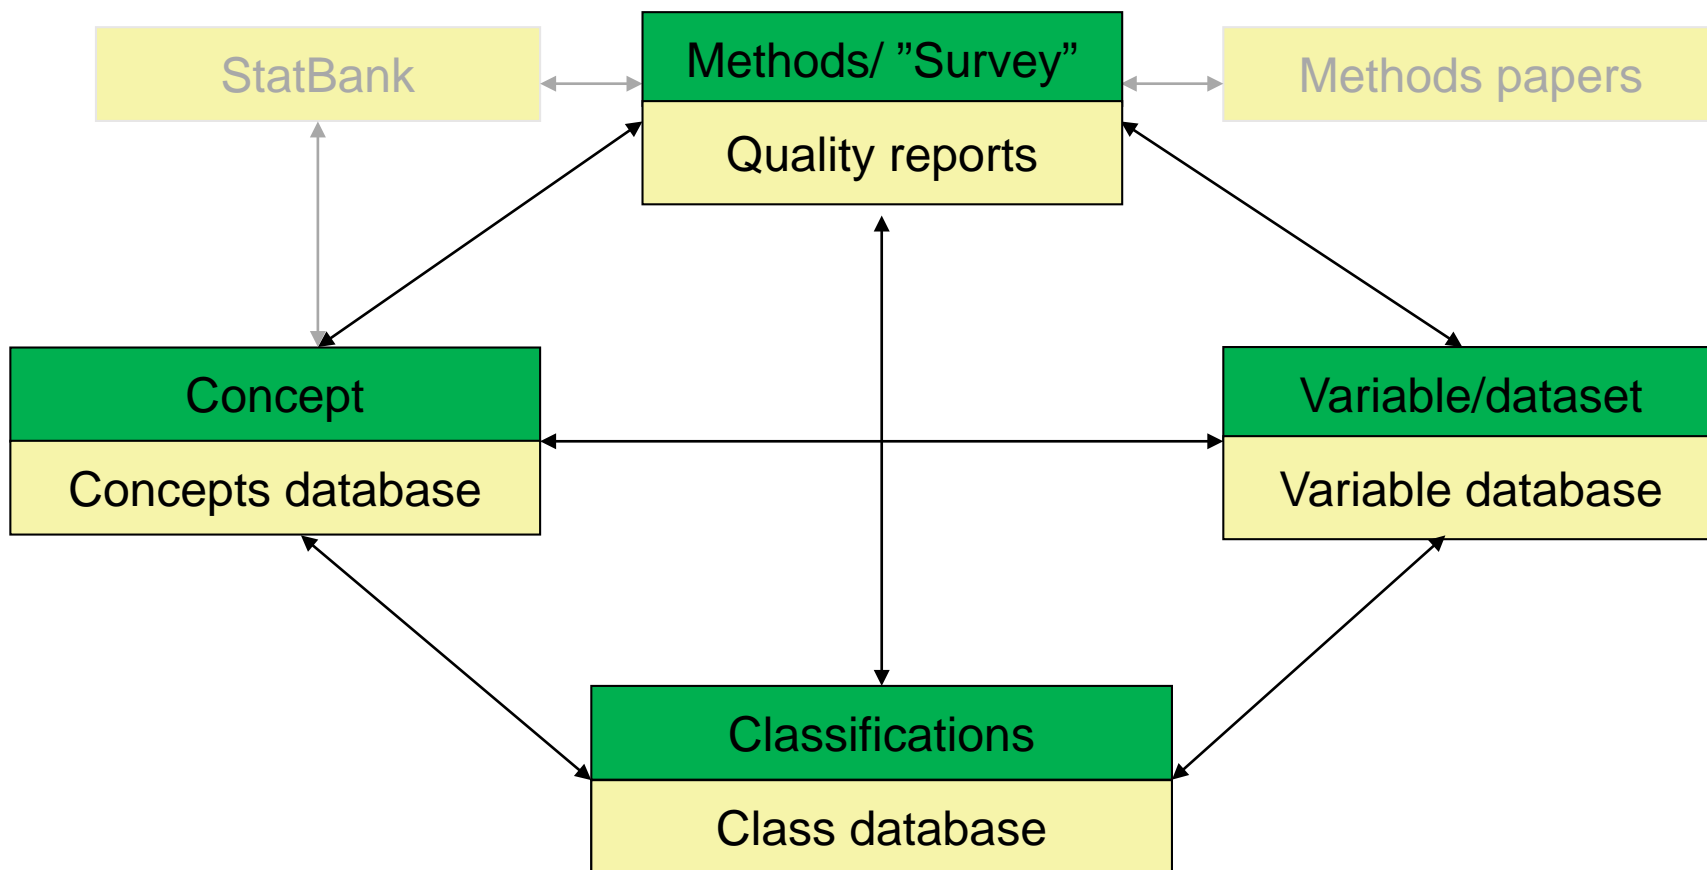 StatBank
Methods/ ”Survey”
Methods papers
Quality reports
Concept
Variable/dataset
Concepts database
Variable database
Classifications
Class database